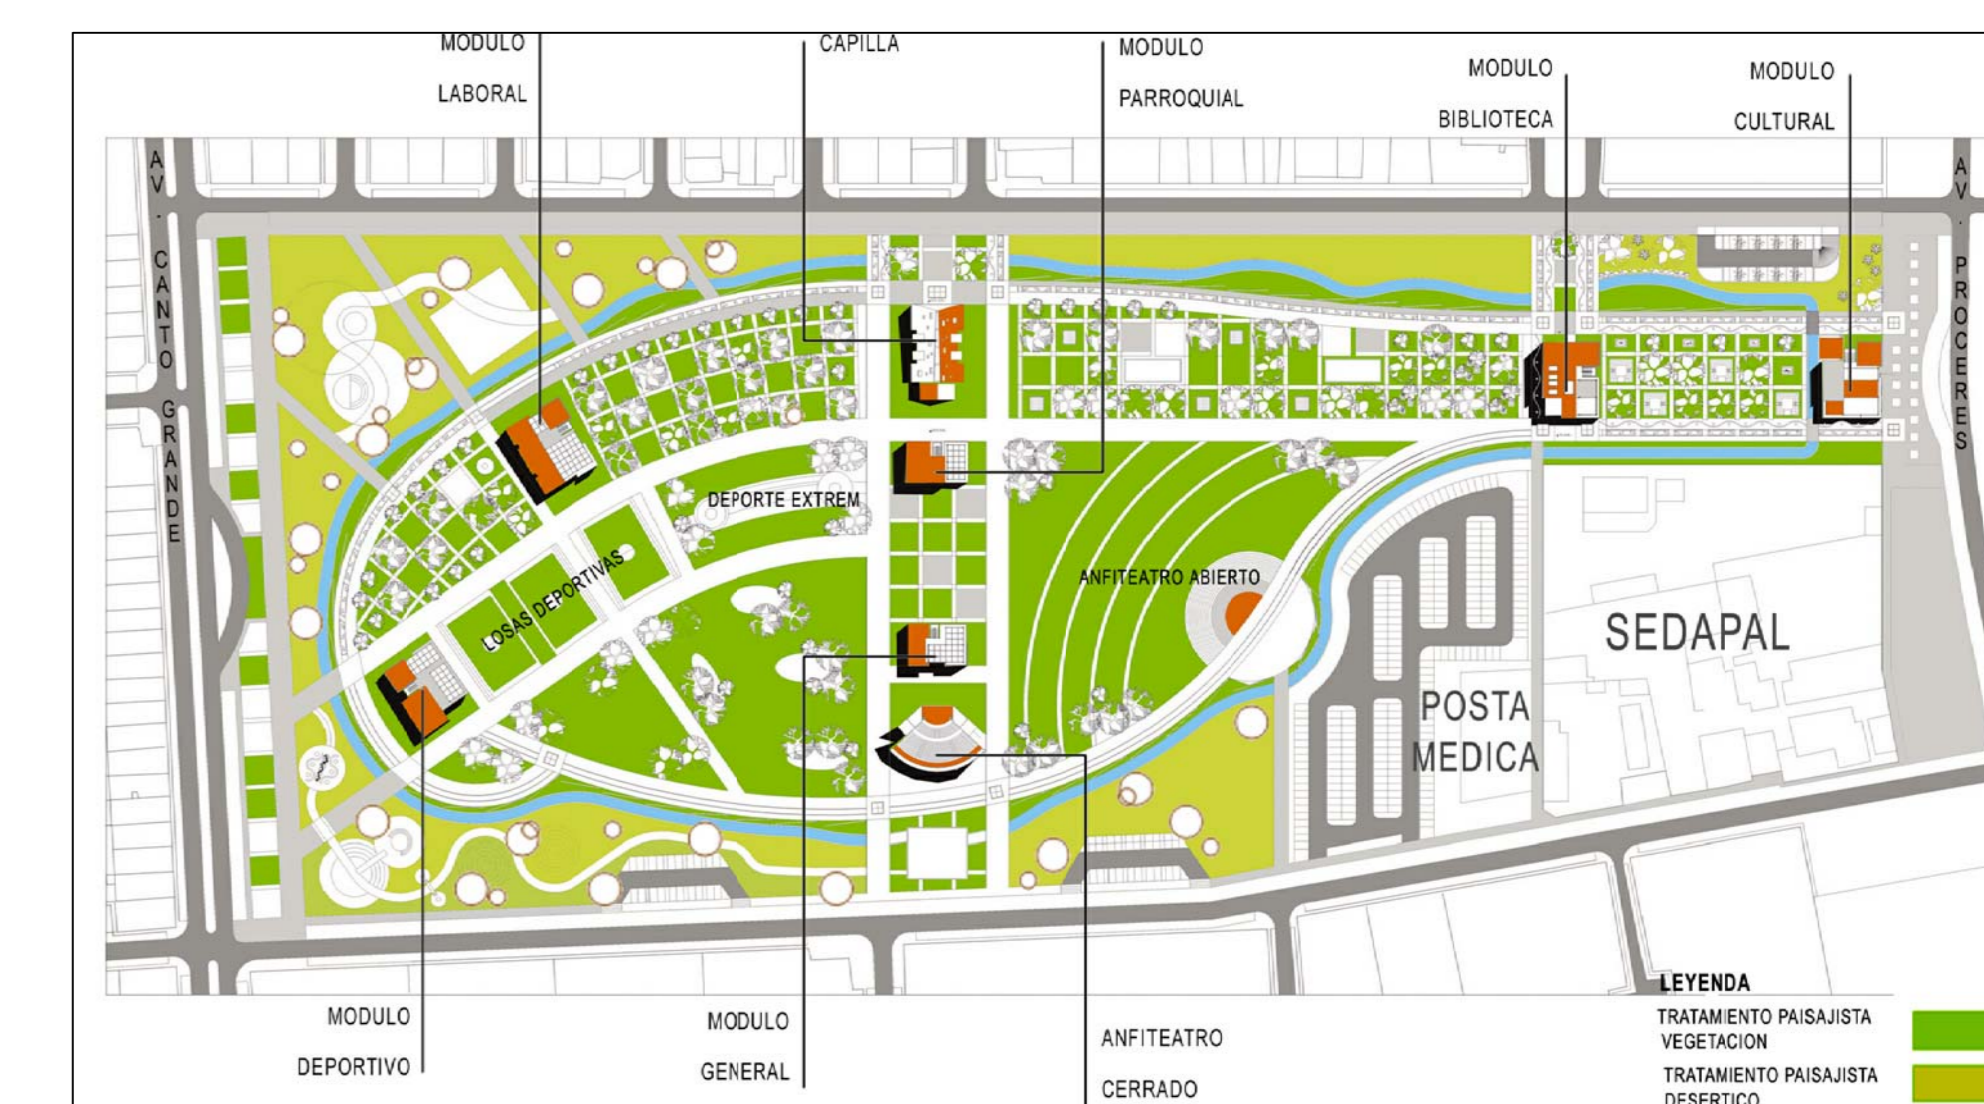 MODULO
LABORAL
CAPILLA
MODULO
PARROQUIAL
MODULO
BIBLIOTECA
MODULO
CULTURAL
AV. CANTO GRANDE
AV. PROCERES
DEPORTE EXTREM
LOSAS DEPORTIVAS
ANFITEATRO ABIERTO
SEDAPAL
POSTA
MEDICA
MODULO
DEPORTIVO
MODULO
GENERAL
ANFITEATRO
CERRADO
LEYENDA
TRATAMIENTO PAISAJISTA
VEGETACION
TRATAMIENTO PAISAJISTA
DESERTICO